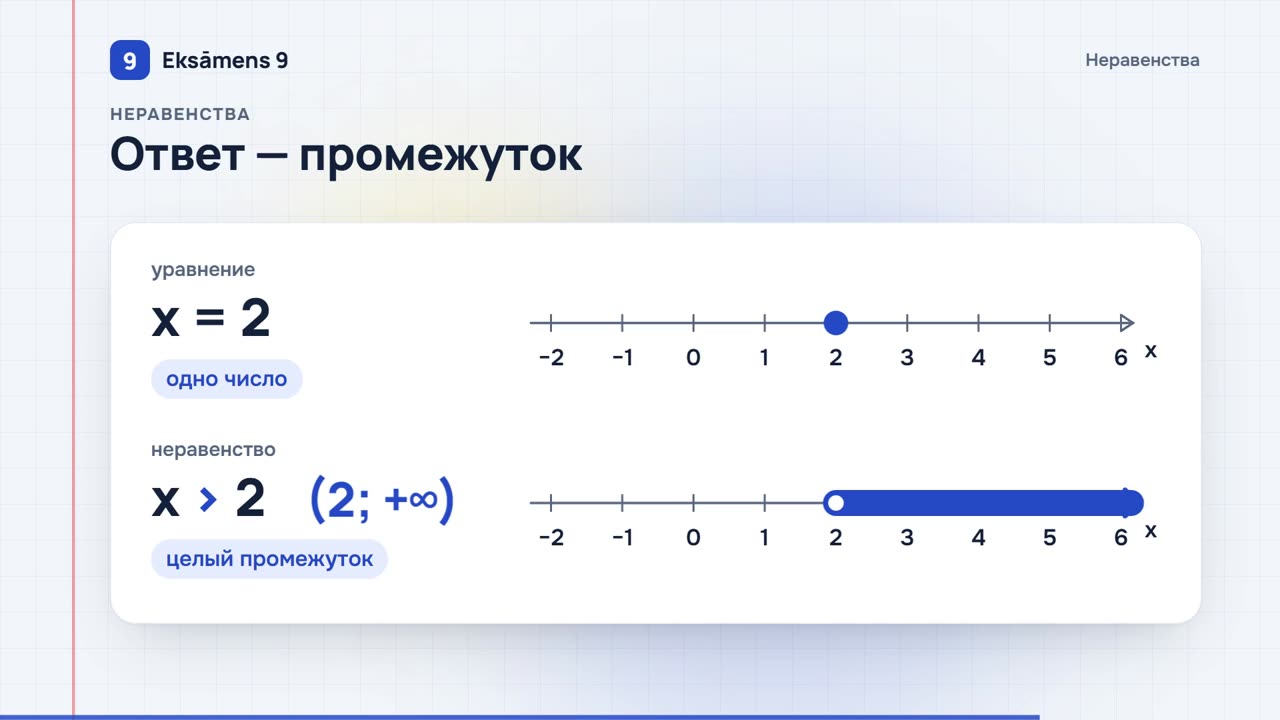 9 Eksāmens 9
Неравенства
НЕРАВЕНСТВА
Ответ — промежуток
уравнение
x = 2
одно число
−2 −1 0 1 2 3 4 5 6 x
неравенство
x > 2 (2; +∞)
целый промежуток
−2 −1 0 1 2 3 4 5 6 x